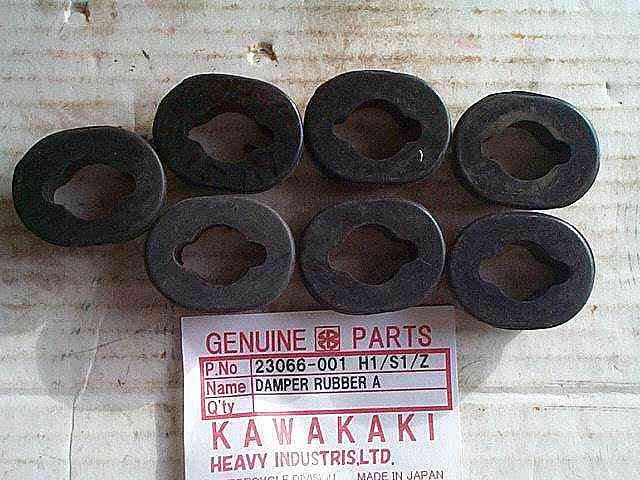 GENUINE PARTS
P.No 23066-001 H1/S1/Z
Name DAMPER RUBBER A
Q'ty
KAWAKAKI
HEAVY INDUSTRIS,LTD.
MADE IN JAPAN